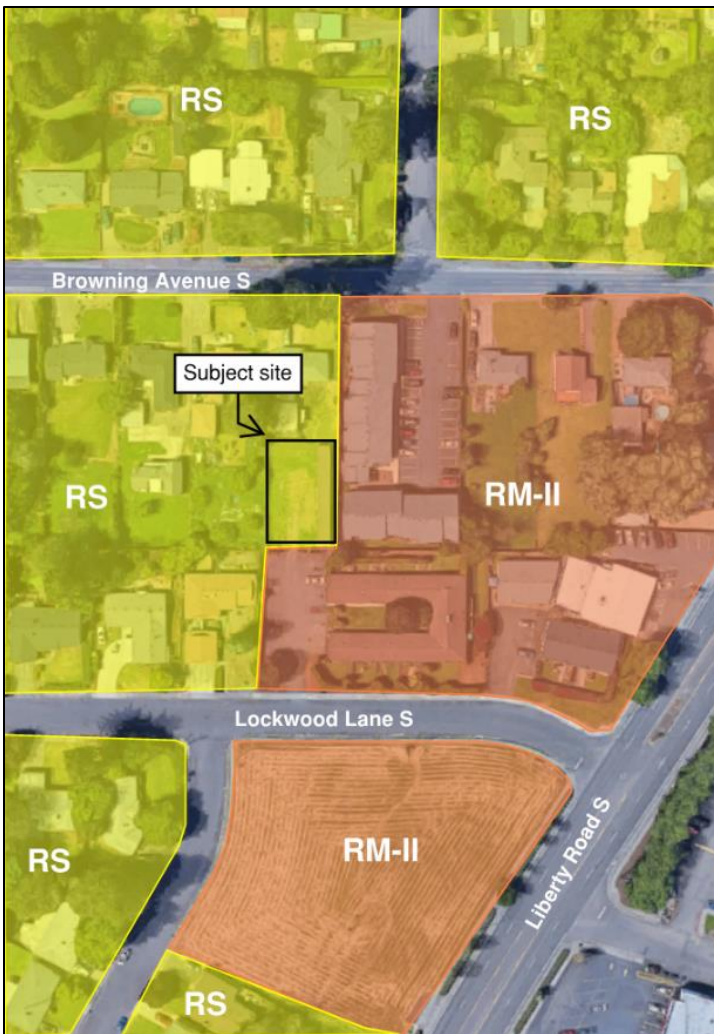 RS
RS
Browning Avenue S
Subject site
RS
RM-II
Lockwood Lane S
RM-II
RS
Liberty Road S
RS